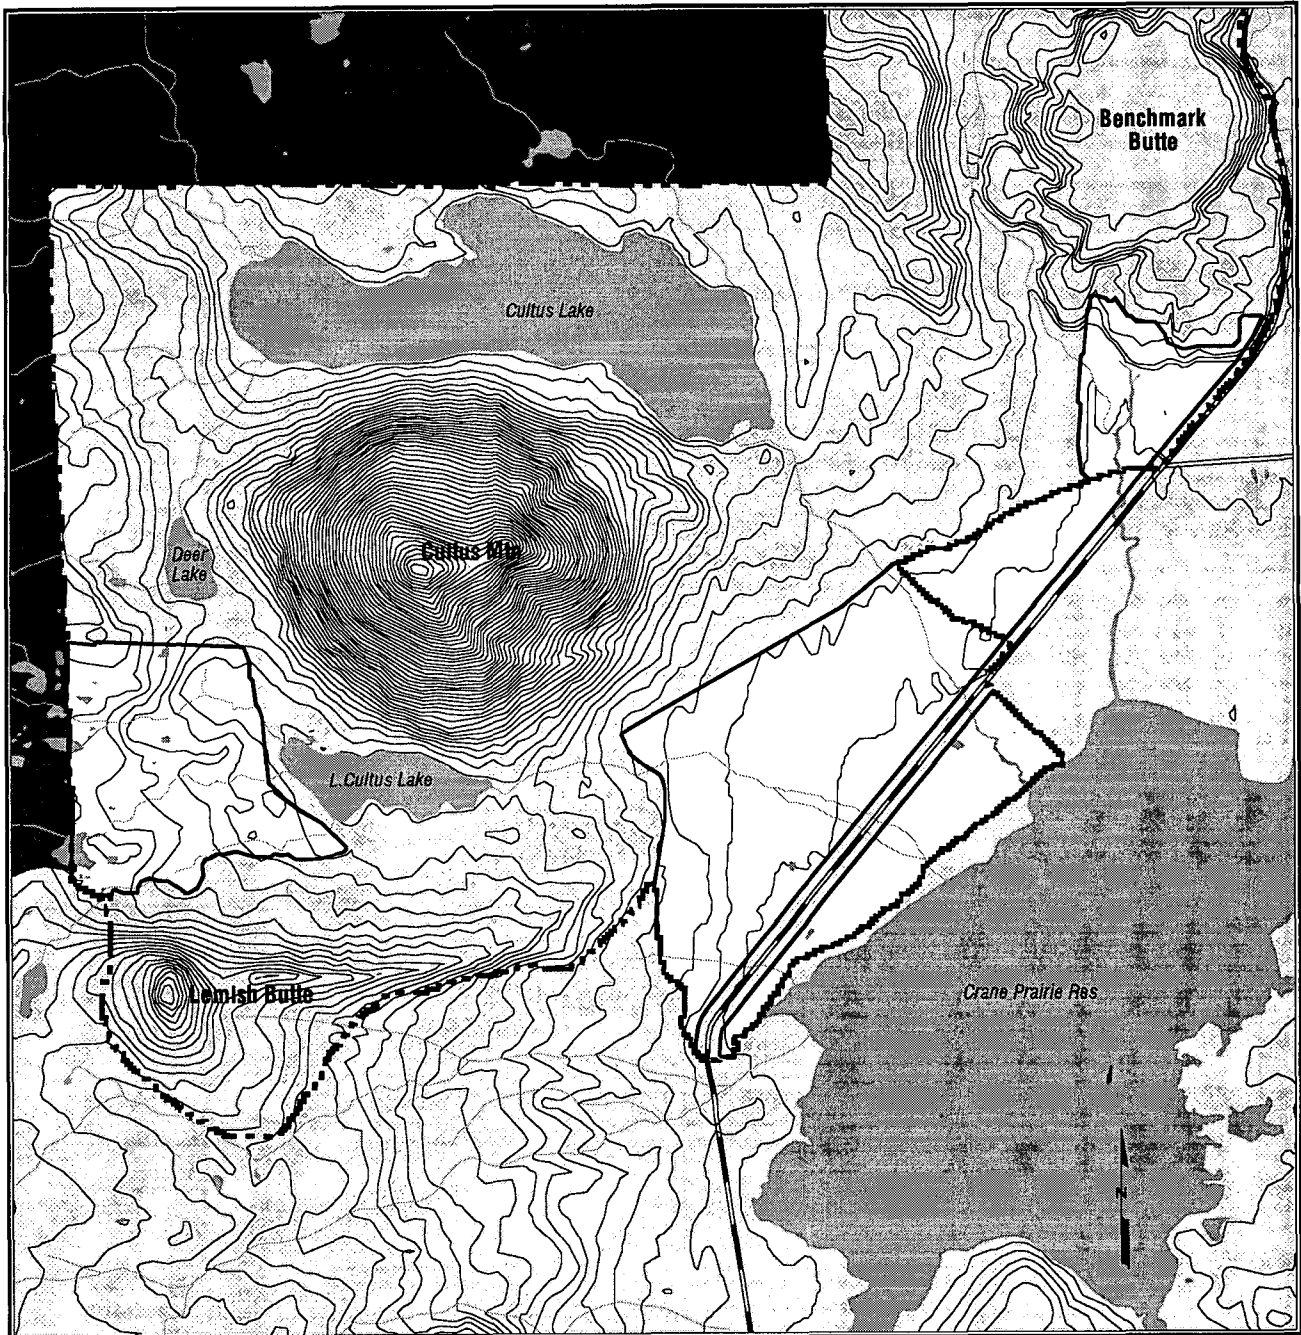 Benchmark
Butte
Cultus Lake
Cultus Mtn
Deer
Lake
L.Cultus Lake
Lemish Butte
Crane Prairie Res
N